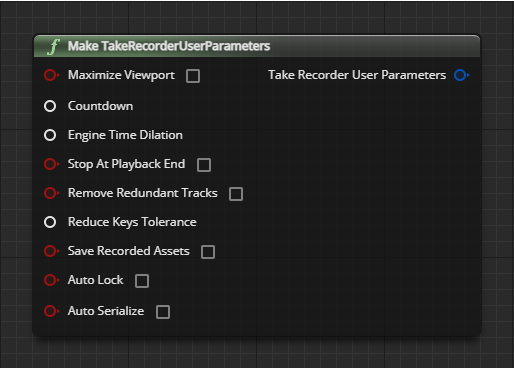 f Make TakeRecorderUserParameters
Maximize Viewport
Take Recorder User Parameters
Countdown
Engine Time Dilation
Stop At Playback End
Remove Redundant Tracks
Reduce Keys Tolerance
Save Recorded Assets
Auto Lock
Auto Serialize